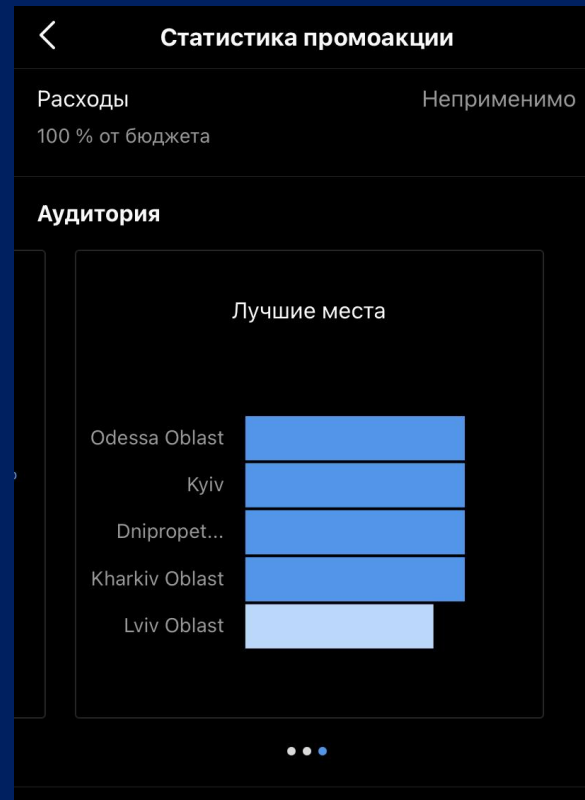 Статистика промоакции
Расходы
Неприменимо
100 % от бюджета
Аудитория
Лучшие места
Odessa Oblast
Kyiv
Dnipropet...
Kharkiv Oblast
Lviv Oblast